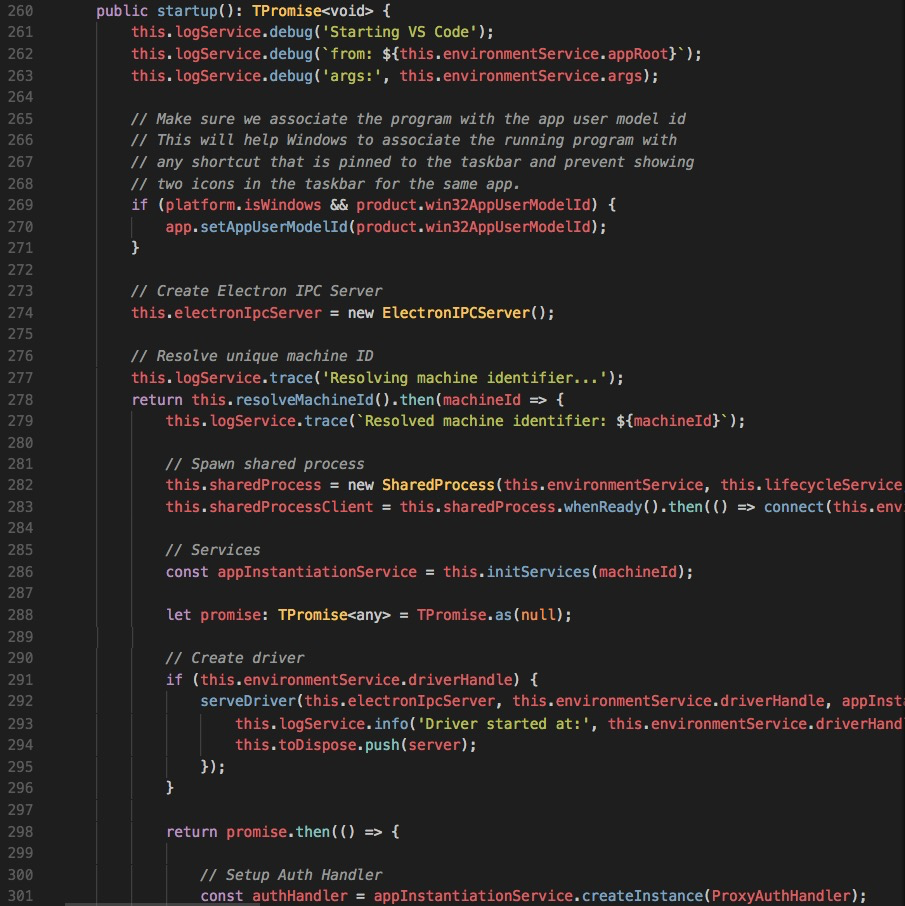 260 public startup(): TPromise<void> {
261 this.logService.debug('Starting VS Code');
262 this.logService.debug(`from: ${this.environmentService.appRoot}`);
263 this.logService.debug('args:', this.environmentService.args);
264
265 // Make sure we associate the program with the app user model id
266 // This will help Windows to associate the running program with
267 // any shortcut that is pinned to the taskbar and prevent showing
268 // two icons in the taskbar for the same app.
269 if (platform.isWindows && product.win32AppUserModelId) {
270 app.setAppUserModelId(product.win32AppUserModelId);
271 }
272
273 // Create Electron IPC Server
274 this.electronIpcServer = new ElectronIPCServer();
275
276 // Resolve unique machine ID
277 this.logService.trace('Resolving machine identifier...');
278 return this.resolveMachineId().then(machineId => {
279 this.logService.trace(`Resolved machine identifier: ${machineId}`);
280
281 // Spawn shared process
282 this.sharedProcess = new SharedProcess(this.environmentService, this.lifecycleService
283 this.sharedProcessClient = this.sharedProcess.whenReady().then(() => connect(this.env
284
285 // Services
286 const appInstantiationService = this.initServices(machineId);
287
288 let promise: TPromise<any> = TPromise.as(null);
289
290 // Create driver
291 if (this.environmentService.driverHandle) {
292 serveDriver(this.electronIpcServer, this.environmentService.driverHandle, appInsta
293 this.logService.info('Driver started at:', this.environmentService.driverHand
294 this.toDispose.push(server);
295 });
296 }
297
298 return promise.then(() => {
299
300 // Setup Auth Handler
301 const authHandler = appInstantiationService.createInstance(ProxyAuthHandler);